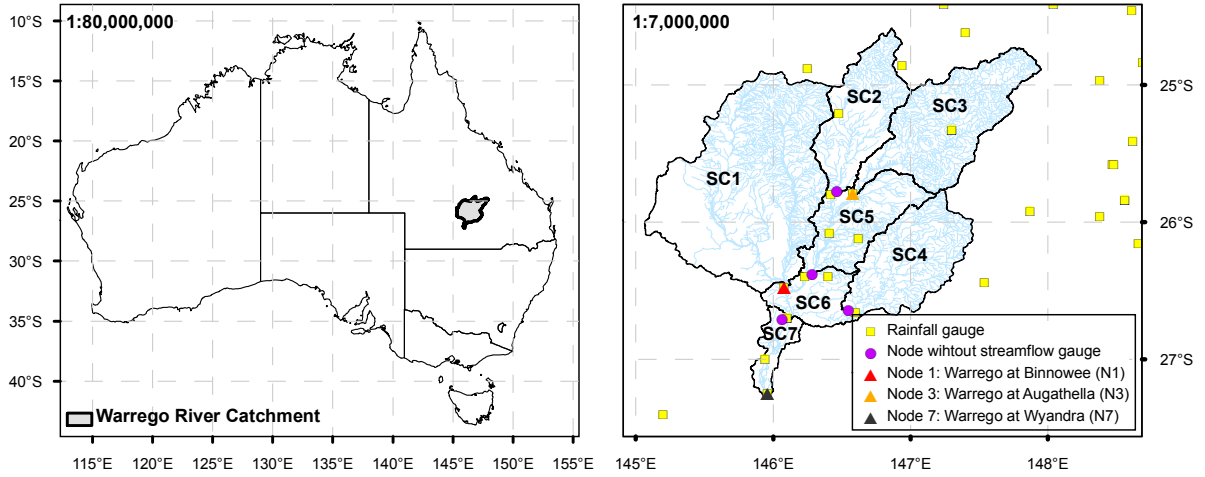 1:80,000,000
10°S
15°S
20°S
25°S
30°S
35°S
40°S
Warrego River Catchment
115°E 120°E 125°E 130°E 135°E 140°E 145°E 150°E 155°E
1:7,000,000
SC2
SC3
SC1
SC5
SC4
SC6
SC7
25°S
26°S
27°S
Rainfall gauge
Node wihtout streamflow gauge
Node 1: Warrego at Binnowee (N1)
Node 3: Warrego at Augathella (N3)
Node 7: Warrego at Wyandra (N7)
145°E 146°E 147°E 148°E